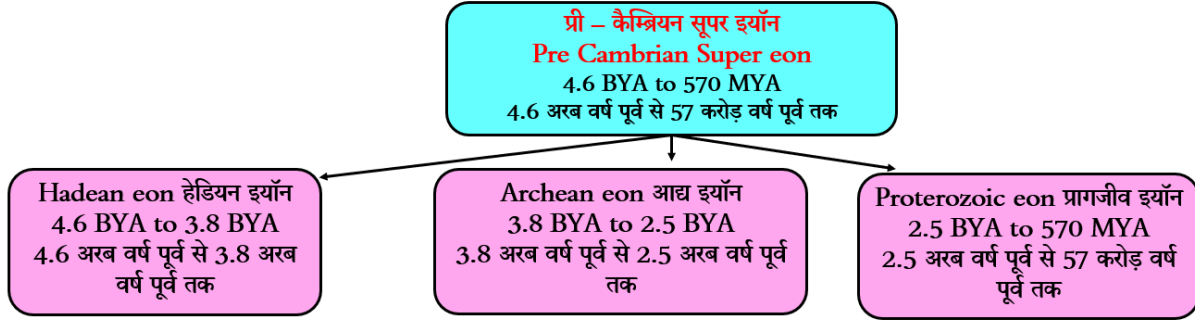 प्री – कैम्ब्रियन सूपर इयॉन
Pre Cambrian Super eon
4.6 BYA to 570 MYA
4.6 अरब वर्ष पूर्व से 57 करोड़ वर्ष पूर्व तक
Hadean eon हेडियन इयॉन
4.6 BYA to 3.8 BYA
4.6 अरब वर्ष पूर्व से 3.8 अरब
वर्ष पूर्व तक
Archean eon आद्य इयॉन
3.8 BYA to 2.5 BYA
3.8 अरब वर्ष पूर्व से 2.5 अरब वर्ष पूर्व
तक
Proterozoic eon प्रागजीव इयॉन
2.5 BYA to 570 MYA
2.5 अरब वर्ष पूर्व से 57 करोड़ वर्ष
पूर्व तक